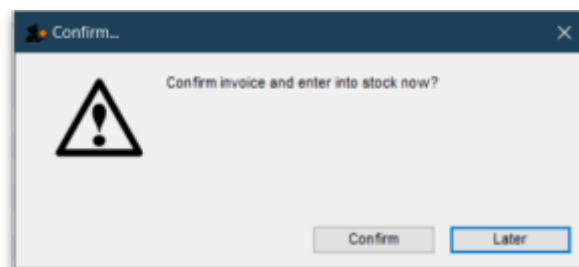 Confirm...
Confirm invoice and enter into stock now?
Confirm
Later